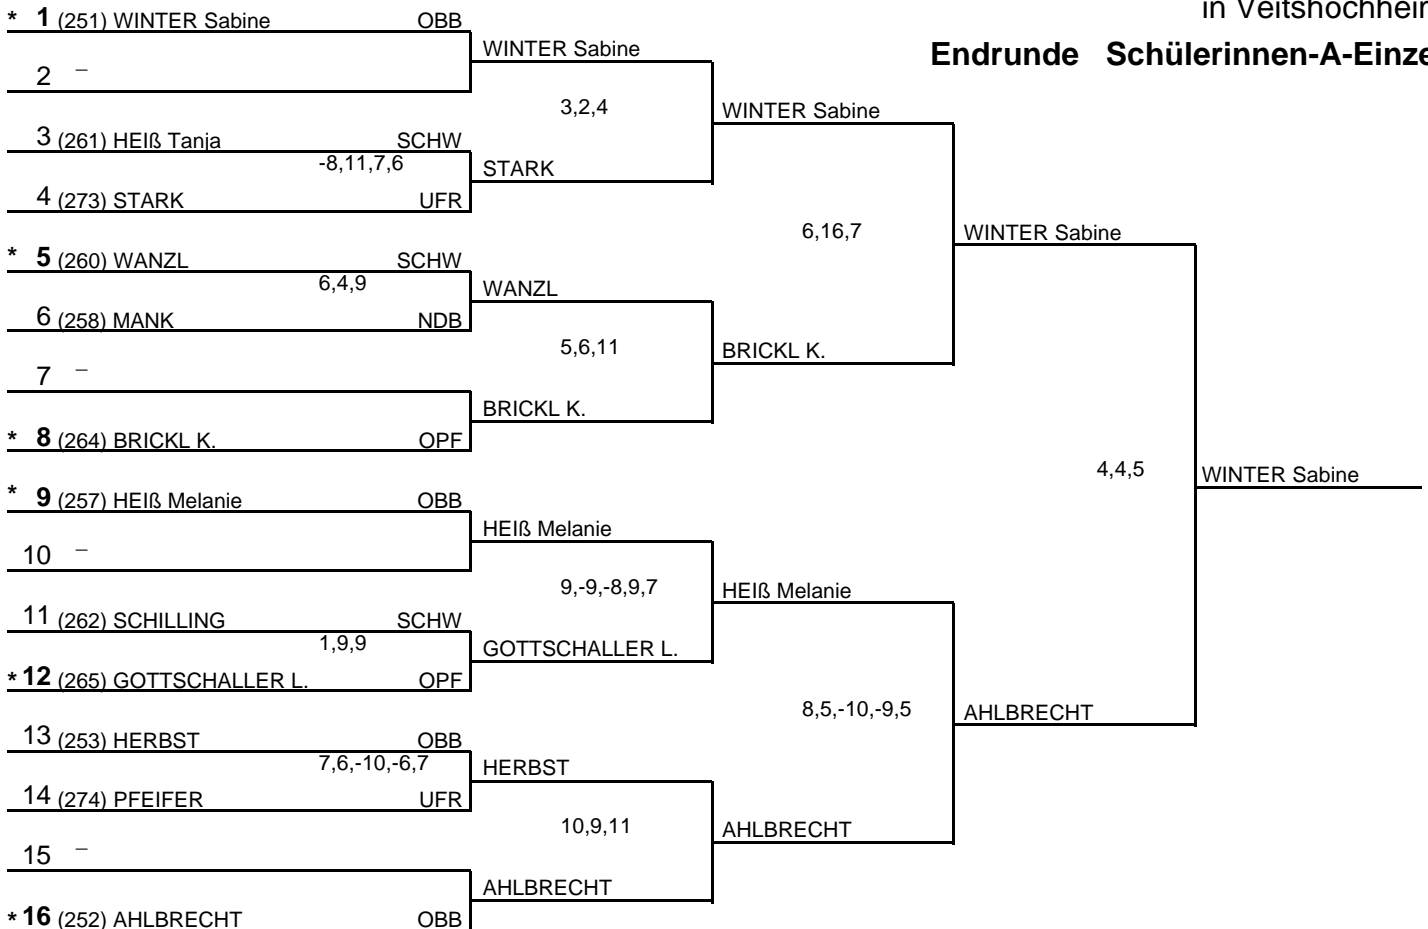 in Veitshöchheim
Endrunde Schülerinnen-A-Einze
* 1 (251) WINTER Sabine OBB
2 –
3 (261) HEIß Tanja SCHW
-8,11,7,6
4 (273) STARK UFR
* 5 (260) WANZL SCHW
6,4,9
6 (258) MANK NDB
7 –
* 8 (264) BRICKL K. OPF
* 9 (257) HEIß Melanie OBB
10 –
11 (262) SCHILLING SCHW
1,9,9
* 12 (265) GOTTSCHALLER L. OPF
13 (253) HERBST OBB
7,6,-10,-6,7
14 (274) PFEIFER UFR
15 –
* 16 (252) AHLBRECHT OBB
WINTER Sabine
3,2,4
STARK
WANZL
5,6,11
BRICKL K.
HEIß Melanie
9,-9,-8,9,7
GOTTSCHALLER L.
HERBST
10,9,11
AHLBRECHT
WINTER Sabine
6,16,7
BRICKL K.
HEIß Melanie
8,5,-10,-9,5
AHLBRECHT
WINTER Sabine
4,4,5
AHLBRECHT
WINTER Sabine